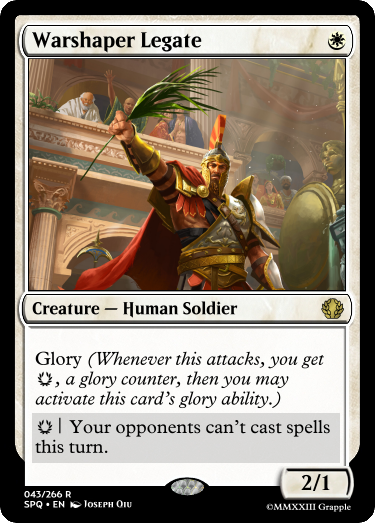 Warshaper Legate
Creature — Human Soldier
Glory (Whenever this attacks, you get
, a glory counter, then you may
activate this card's glory ability.)
| Your opponents can't cast spells
this turn.
2/1
043/266 R
SPQ • EN Joseph Qiu
©MMXXIII Grapple